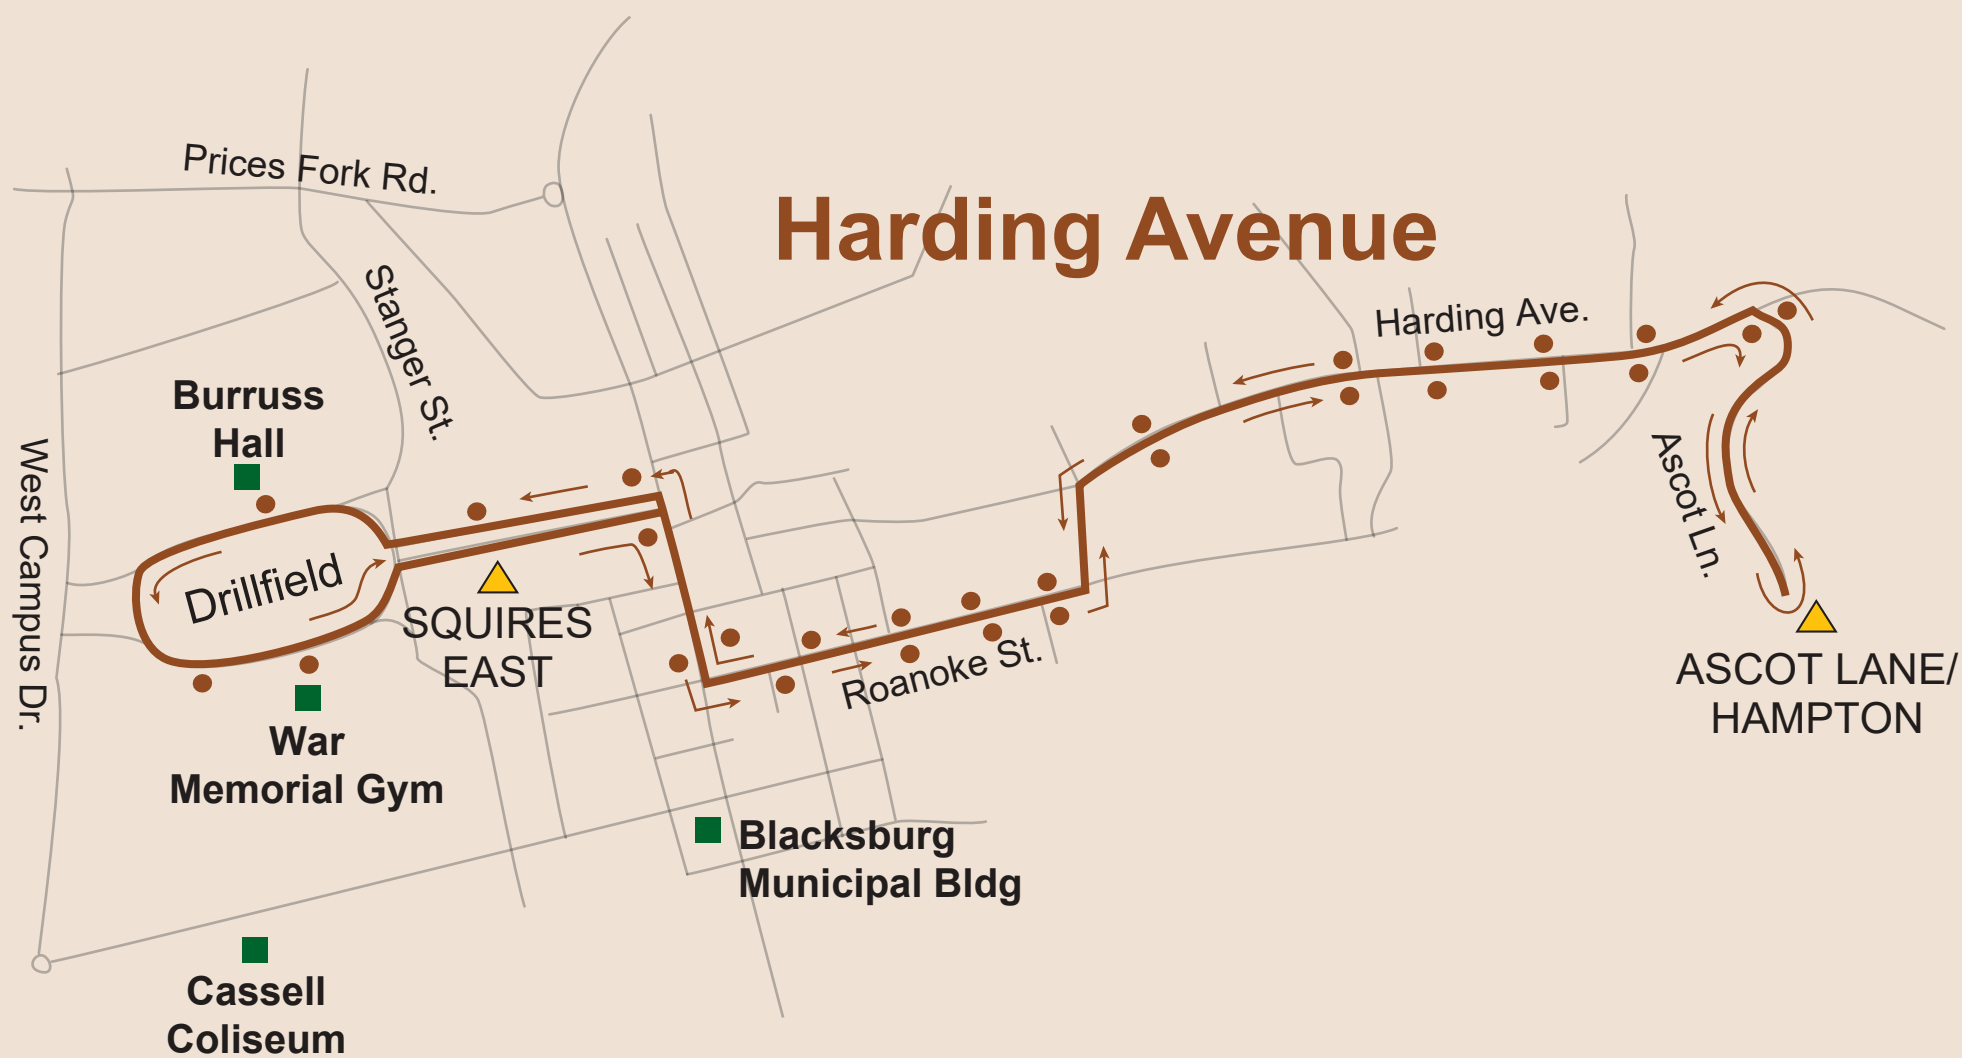 Prices Fork Rd.
Harding Avenue
Stanger St.
Harding Ave.
Burruss
Hall
West Campus Dr.
Ascot Ln.
Drillfield
SQUIRES
EAST
Roanoke St.
ASCOT LANE/
HAMPTON
War
Memorial Gym
Blacksburg
Municipal Bldg
Cassell
Coliseum